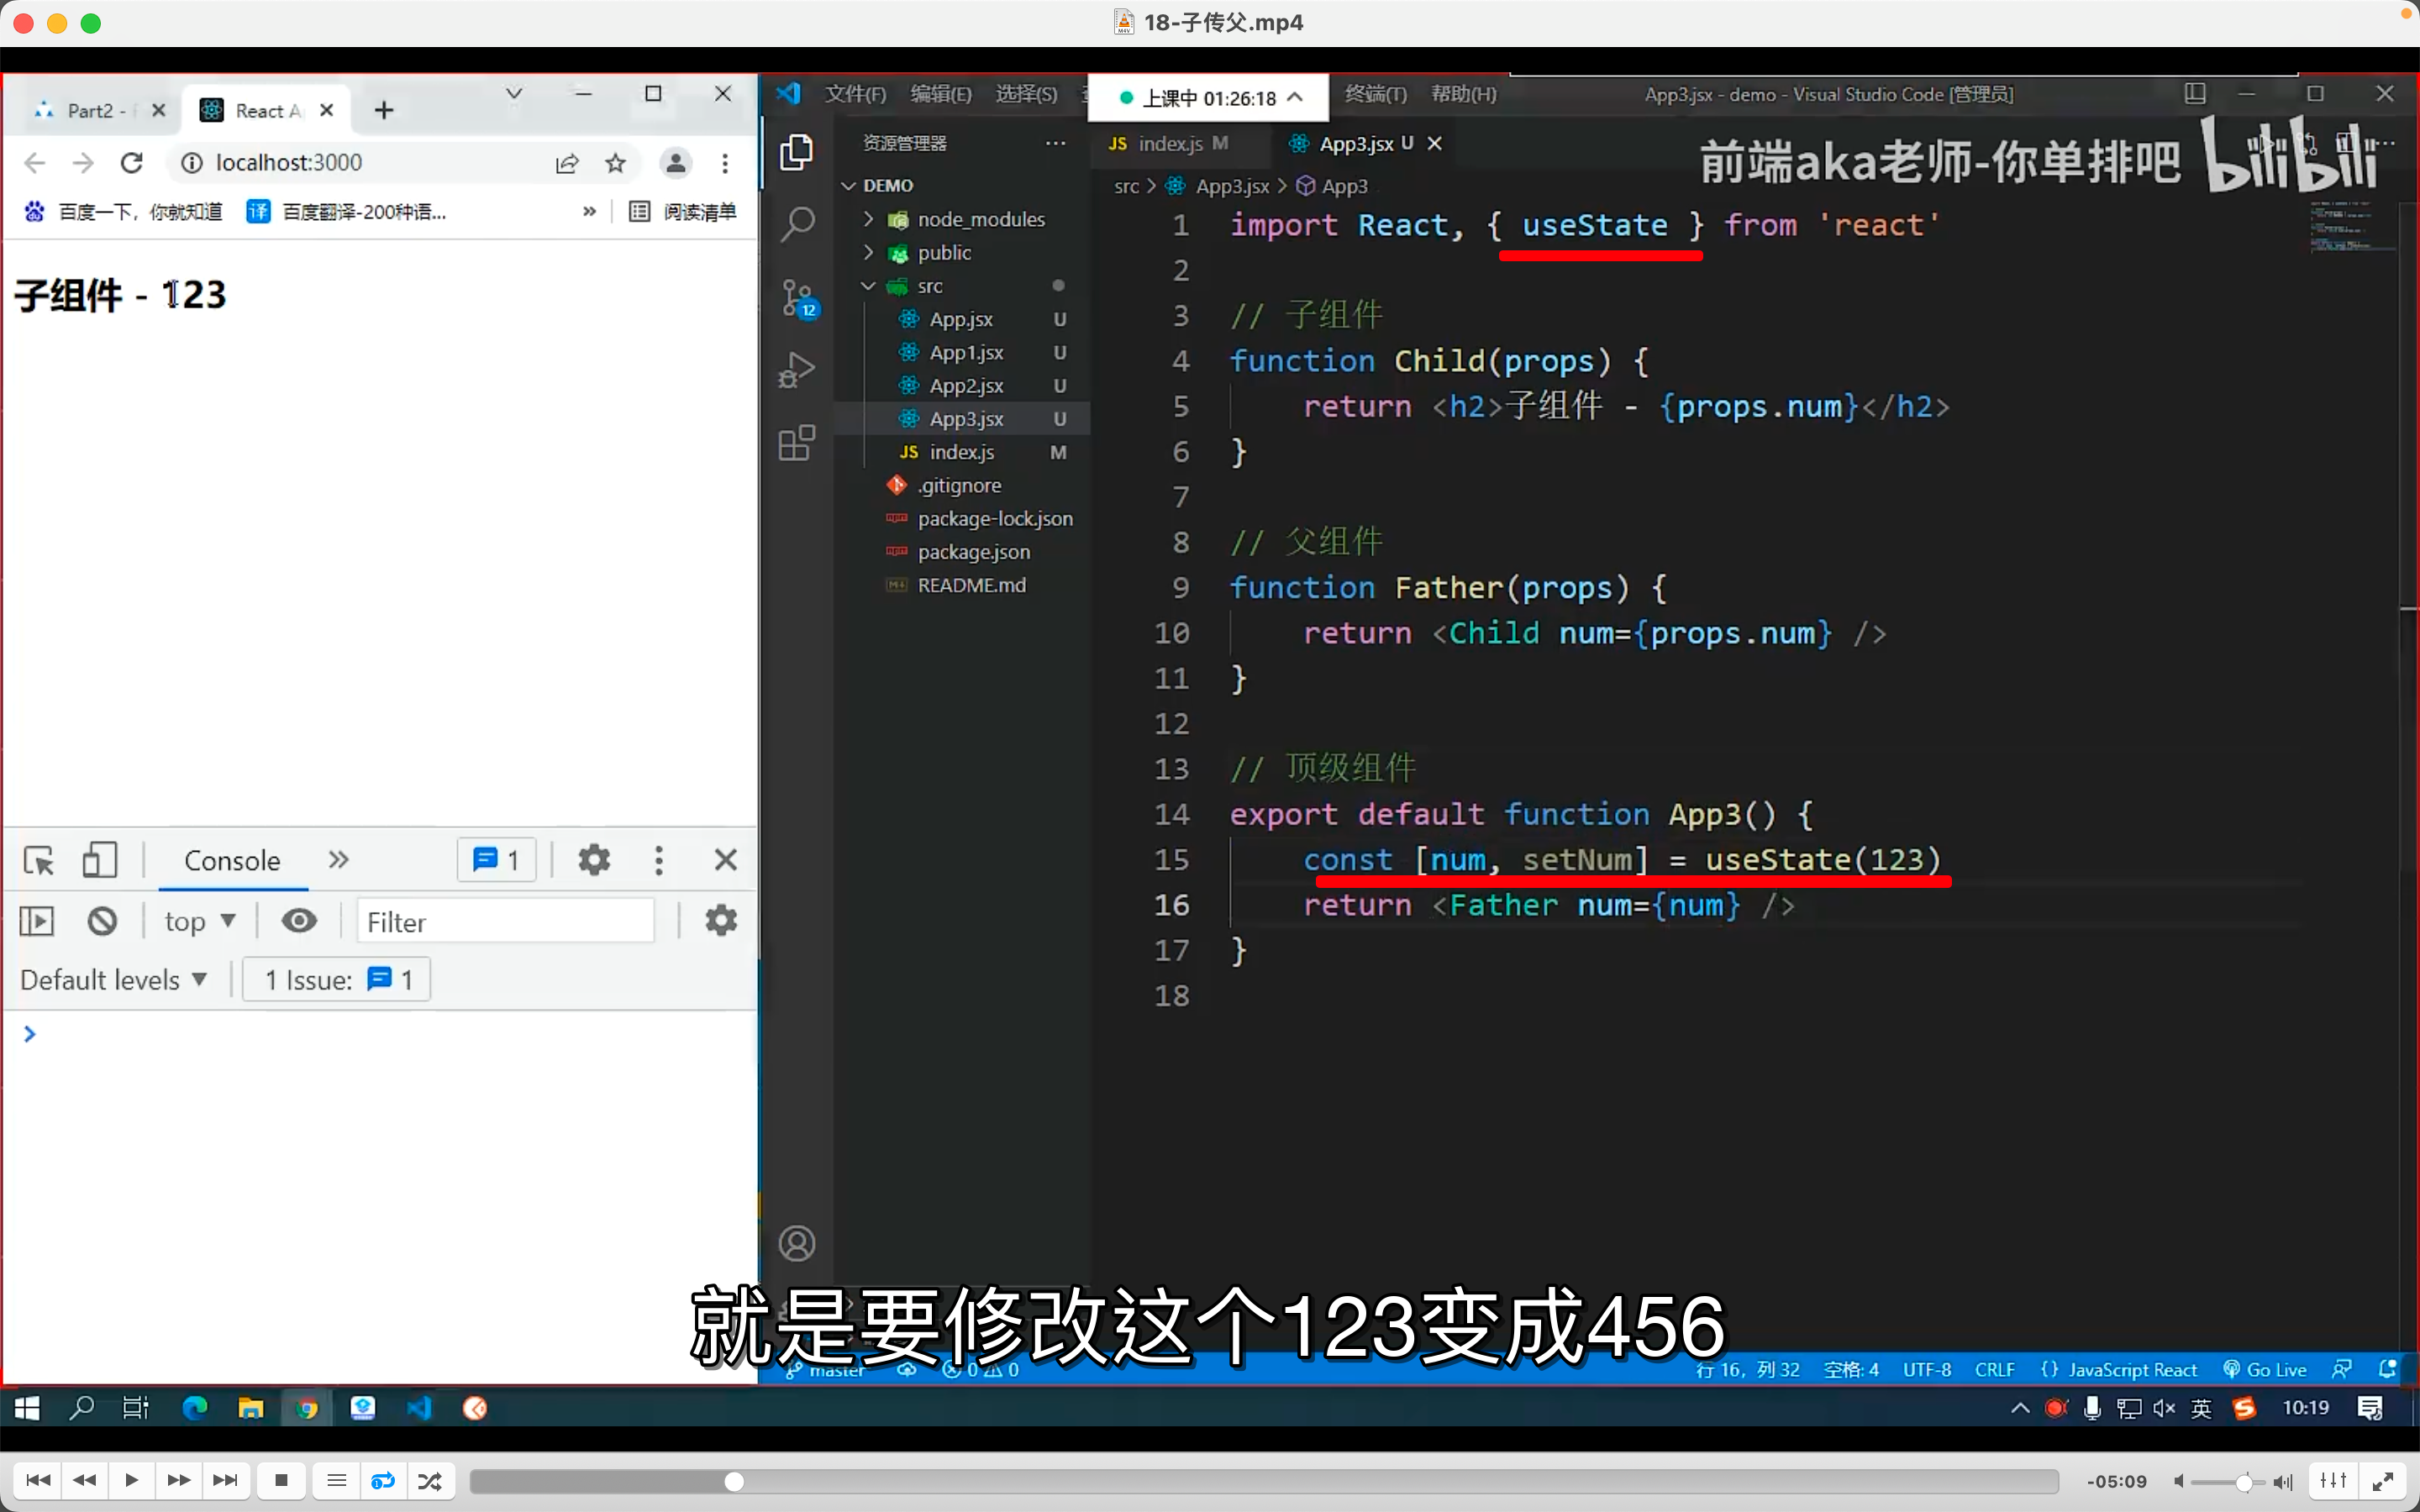 18-子传父.mp4
Part2 -
React A
localhost:3000
百度一下，你就知道
译
百度翻译-200种语...
»
阅读清单
子组件 - 123
Console
»
1
top
Filter
Default levels
1 Issue:
1
>
文件(F)
编辑(E)
选择(S)
上课中 01:26:18
终端(T)
帮助(H)
App3.jsx - demo - Visual Studio Code [管理员]
资源管理器
...
JS index.js M
App3.jsx U
前端aka老师-你单排吧
bilibili
src > App3.jsx > App3
DEMO
node_modules
public
src
App.jsx U
App1.jsx U
App2.jsx U
App3.jsx U
JS index.js M
.gitignore
package-lock.json
package.json
README.md
12
1 import React, { useState } from 'react'
2
3 // 子组件
4 function Child(props) {
5 return <h2>子组件 - {props.num}</h2>
6 }
7
8 // 父组件
9 function Father(props) {
10 return <Child num={props.num} />
11 }
12
13 // 顶级组件
14 export default function App3() {
15 const [num, setNum] = useState(123)
16 return <Father num={num} />
17 }
18
就是要修改这个123变成456
master
0
0
行 16，列 32
空格: 4
UTF-8
CRLF
{} JavaScript React
Go Live
英
10:19
-05:09